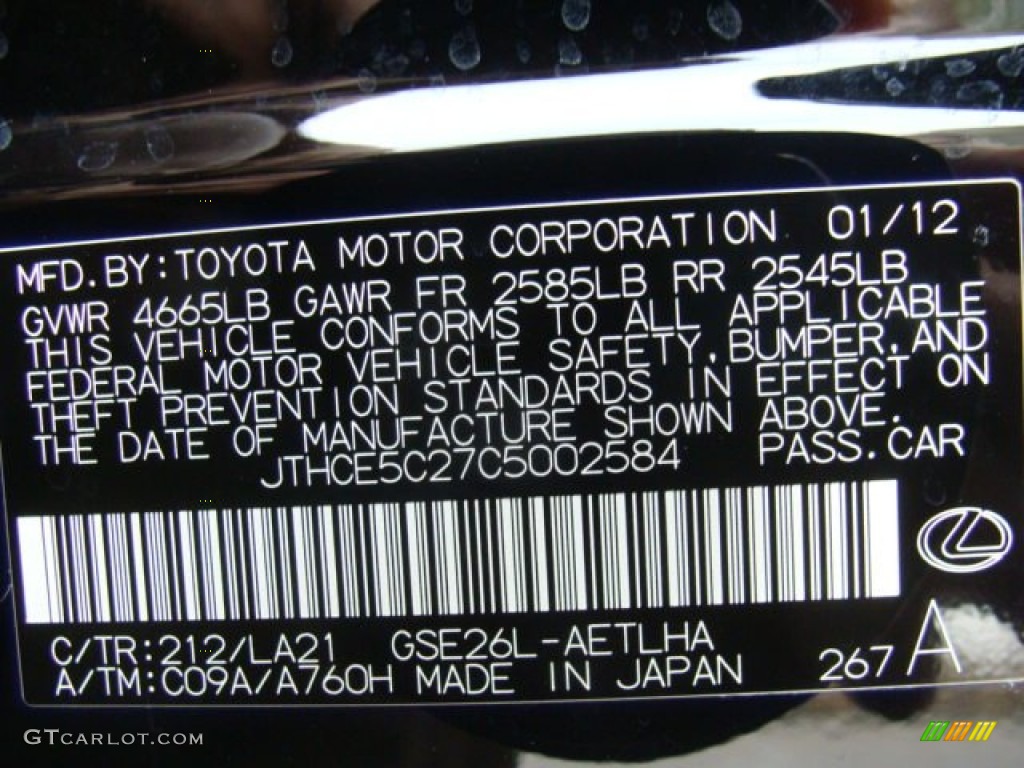 MFD.BY:TOYOTA MOTOR CORPORATION 01/12
GVWR 4665LB GAWR FR 2585LB RR 2545LB
THIS VEHICLE CONFORMS TO ALL APPLICABLE
FEDERAL MOTOR VEHICLE SAFETY,BUMPER,AND
THEFT PREVENTION STANDARDS IN EFFECT ON
THE DATE OF MANUFACTURE SHOWN ABOVE.
JTHCE5C27C5002584 PASS.CAR
C/TR:212/LA21 GSE26L-AETLHA
A/TM:C09A/A760H MADE IN JAPAN 267 A
GTCARLOT.COM